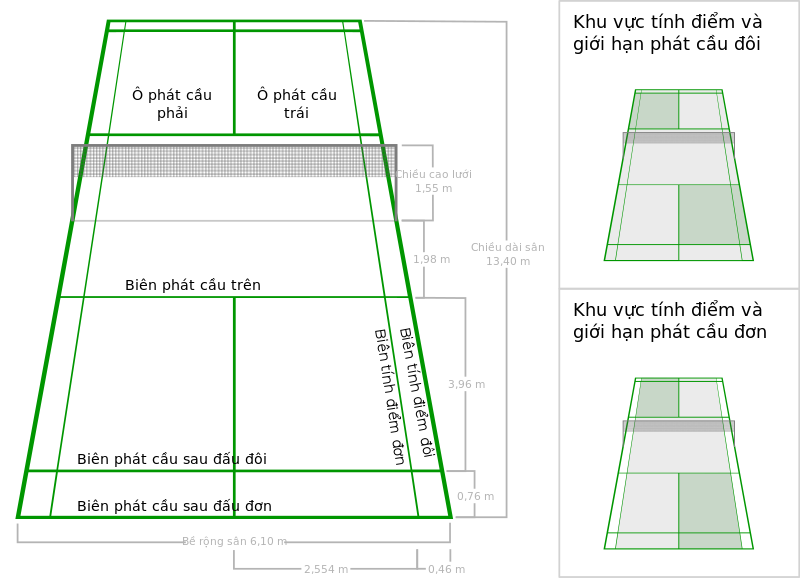 Ô phát cầu
phải
Ô phát cầu
trái
Chiều cao lưới
1,55 m
Chiều dài sân
13,40 m
1,98 m
Biên phát cầu trên
Biên tính điểm đơn
Biên tính điểm đôi
3,96 m
Biên phát cầu sau đấu đôi
0,76 m
Biên phát cầu sau đấu đơn
Bề rộng sân 6,10 m
2,554 m
0,46 m
Khu vực tính điểm và
giới hạn phát cầu đôi
Khu vực tính điểm và
giới hạn phát cầu đơn